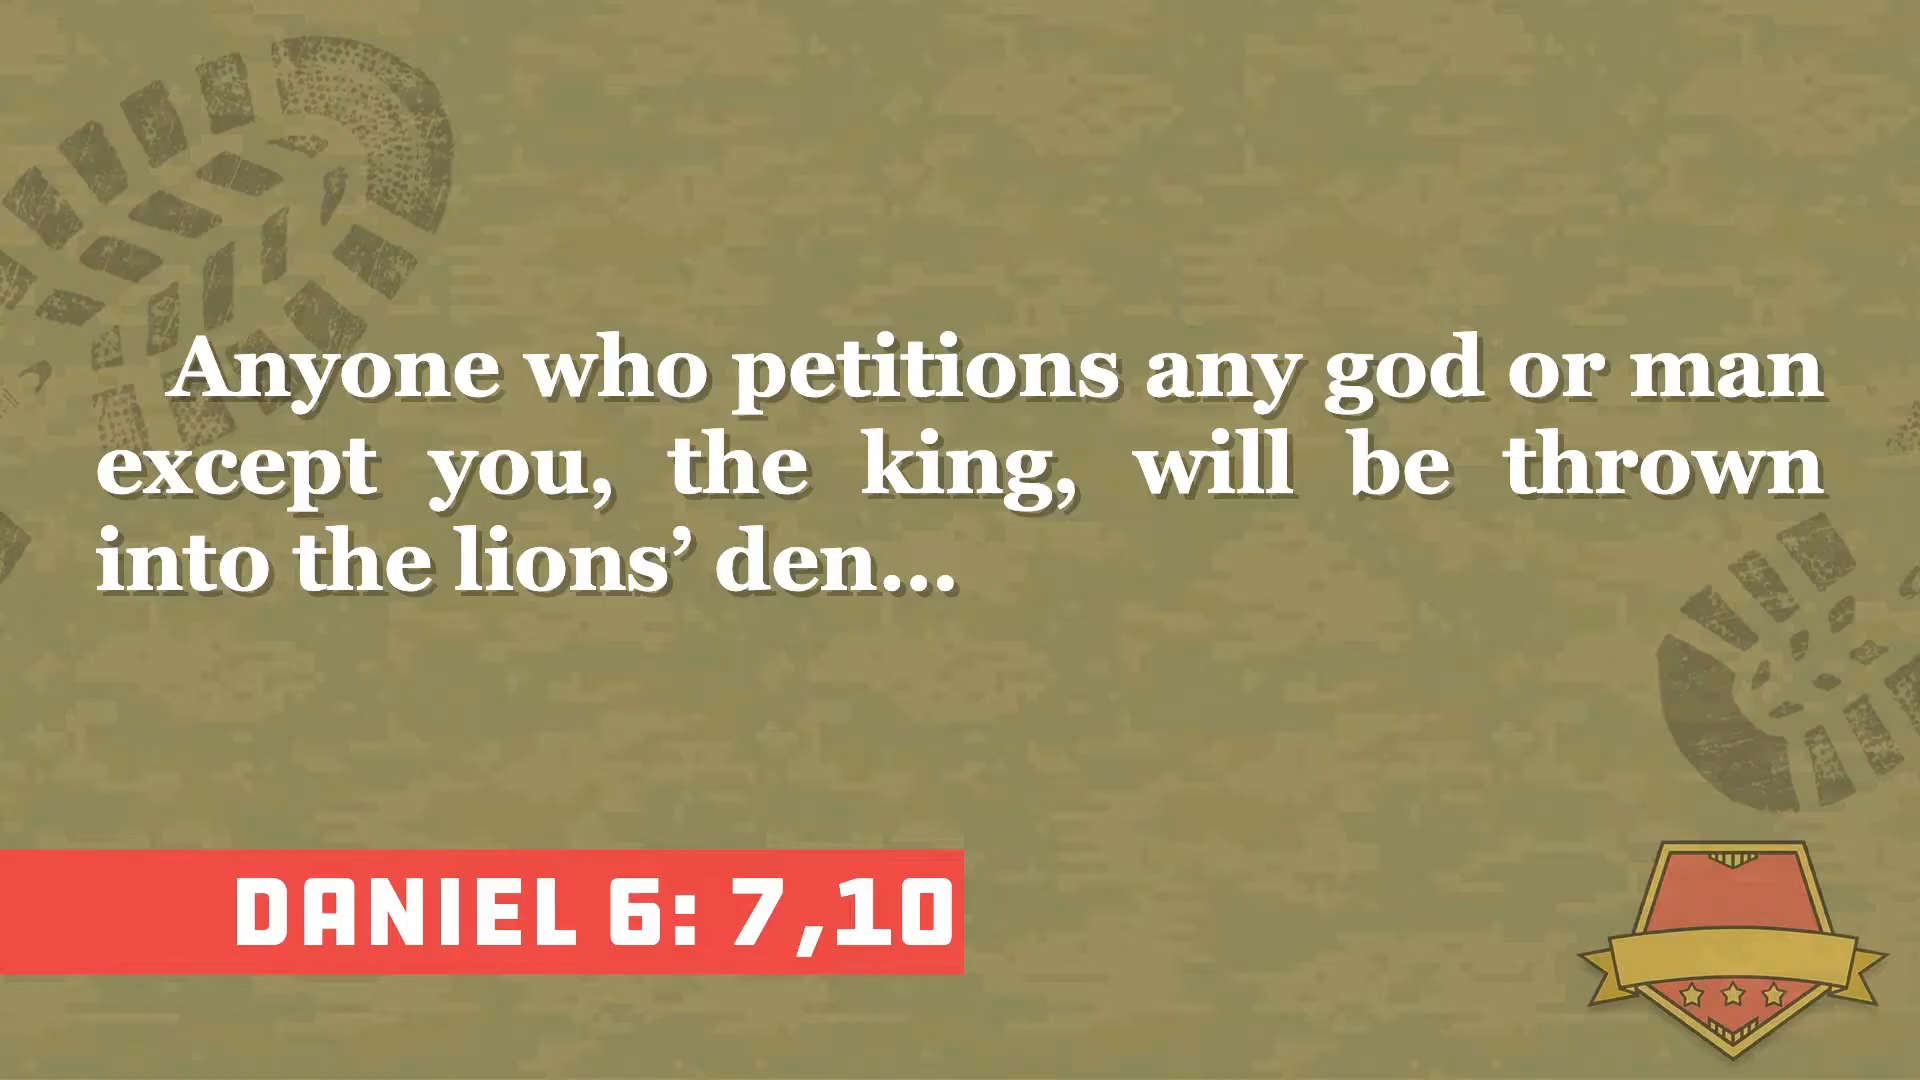 Anyone who petitions any god or man
except you, the king, will be thrown
into the lions’ den...
DANIEL 6: 7,10